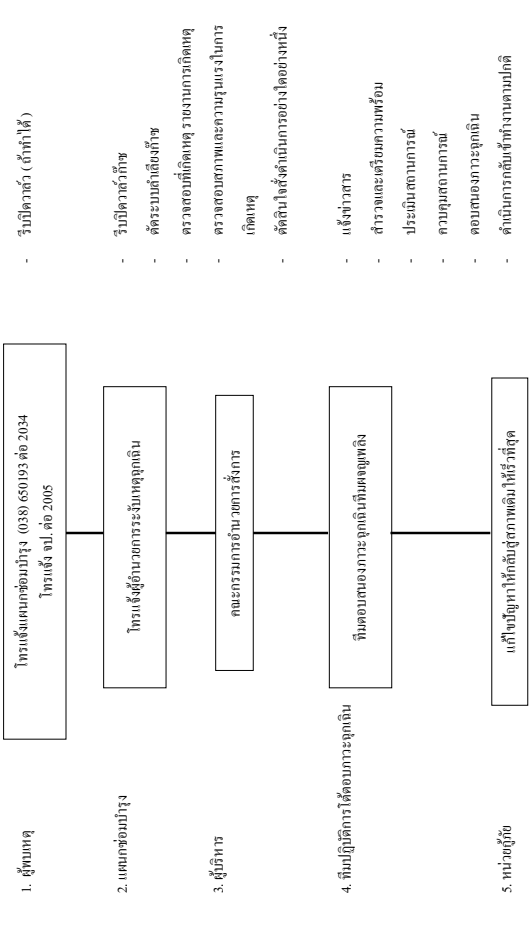 1. ผู้พบเหตุ
โทรแจ้งแผนกซ่อมบำรุง (038) 650193 ต่อ 2034
โทรแจ้ง จป. ต่อ 2005
- รีบปิดวาล์ว ( ถ้าทำได้ )
2. แผนกซ่อมบำรุง
โทรแจ้งผู้อำนวยการระงับเหตุฉุกเฉิน
- รีบปิดวาล์วก๊าซ
- ตัดระบบลำเลียงก๊าซ
- ตรวจสอบที่เกิดเหตุ รายงานการเกิดเหตุ
3. ผู้บริหาร
คณะกรรมการอำนวยการสั่งการ
- ตรวจสอบสภาพและความรุนแรงในการ
เกิดเหตุ
- ตัดสินใจสั่งดำเนินการอย่างใดอย่างหนึ่ง
4. ทีมปฏิบัติการโต้ตอบภาวะฉุกเฉิน
ทีมตอบสนองภาวะฉุกเฉินทีมผจญเพลิง
- แจ้งข่าวสาร
- สำรวจและเตรียมความพร้อม
- ประเมินสถานการณ์
- ควบคุมสถานการณ์
- ตอบสนองภาวะฉุกเฉิน
5. หน่วยกู้ภัย
แก้ไขปัญหาให้กลับสู่สภาพเดิมให้เร็วที่สุด
- ดำเนินการกลับเข้าทำงานตามปกติ